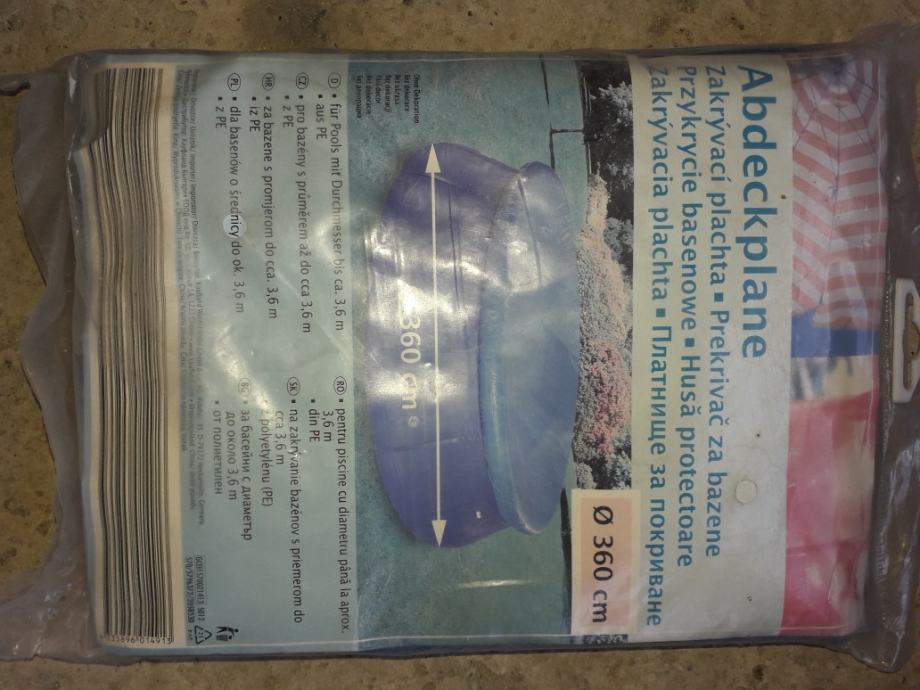 Abdeckplane
Zakrývací plachta ▪ Prekrivač za bazene
Przykrycie basenowe ▪ Husă protectoare
Zakrývacia plachta ▪ Платнище за покриване
Ø 360 cm
360 cm
Ohne Dekoration
D ▪ für Pools mit Durchmesser bis ca. 3,6 m
▪ aus PE
CZ ▪ pro bazény s průměrem až do cca 3,6 m
▪ z PE
HR ▪ za bazene s promjerom do cca. 3,6 m
▪ iz PE
PL ▪ dla basenów o średnicy do ok. 3,6 m
▪ z PE
RO ▪ pentru piscine cu diametru până la aprox.
3,6 m
▪ din PE
SK ▪ na zakrývanie bazénov s priemerom do
cca 3,6 m
z polyetylénu (PE)
BG ▪ за басейни с диаметър
до около 3,6 m
▪ от полиетилен